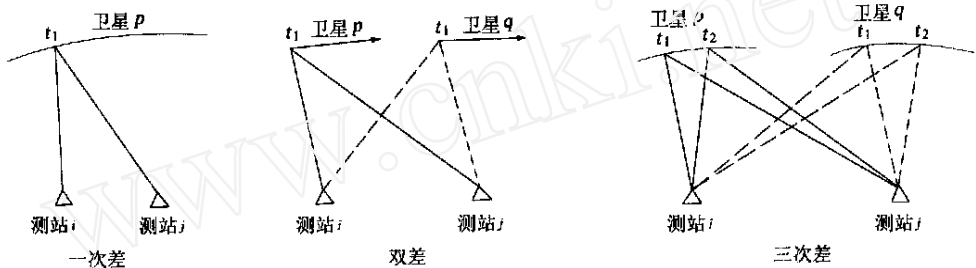 卫星p
t₁
测站i
测站j
一次差
t₁
卫星p
t₁
卫星q
测站i
测站j
双差
卫星p
t₁
t₂
卫星q
t₁
t₂
测站i
测站j
三次差
www.cnki.net